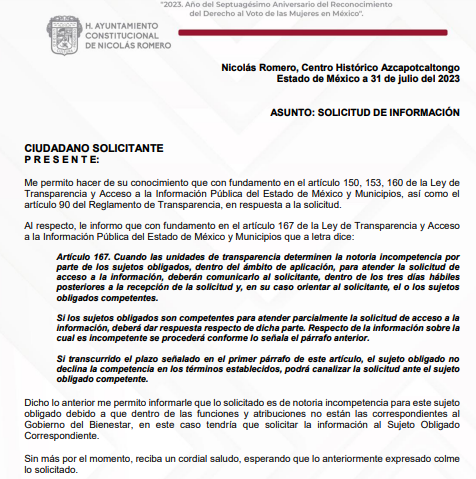 "2023. Año del Septuagésimo Aniversario del Reconocimiento
del Derecho al Voto de las Mujeres en México".
H. AYUNTAMIENTO
CONSTITUCIONAL
DE NICOLÁS ROMERO
Nicolás Romero, Centro Histórico Azcapotzaltongo
Estado de México a 31 de julio del 2023
ASUNTO: SOLICITUD DE INFORMACIÓN
CIUDADANO SOLICITANTE
P R E S E N T E:
Me permito hacer de su conocimiento que con fundamento en el artículo 150, 153, 160 de la Ley de
Transparencia y Acceso a la Información Pública del Estado de México y Municipios, así como el
artículo 90 del Reglamento de Transparencia, en respuesta a la solicitud.
Al respecto, le informo que con fundamento en el artículo 167 de la Ley de Transparencia y Acceso
a la Información Pública del Estado de México y Municipios que a letra dice:
Artículo 167. Cuando las unidades de transparencia determinen la notoria incompetencia por
parte de los sujetos obligados, dentro del ámbito de aplicación, para atender la solicitud de
acceso a la información, deberán comunicarlo al solicitante, dentro de los tres días hábiles
posteriores a la recepción de la solicitud y, en su caso orientar al solicitante, el o los sujetos
obligados competentes.
Si los sujetos obligados son competentes para atender parcialmente la solicitud de acceso a la
información, deberá dar respuesta respecto de dicha parte. Respecto de la información sobre la
cual es incompetente se procederá conforme lo señala el párrafo anterior.
Si transcurrido el plazo señalado en el primer párrafo de este artículo, el sujeto obligado no
declina la competencia en los términos establecidos, podrá canalizar la solicitud ante el sujeto
obligado competente.
Dicho lo anterior me permito informarle que lo solicitado es de notoria incompetencia para este sujeto
obligado debido a que dentro de las funciones y atribuciones no están las correspondientes al
Gobierno del Bienestar, en este caso tendría que solicitar la información al Sujeto Obligado
Correspondiente.
Sin más por el momento, reciba un cordial saludo, esperando que lo anteriormente expresado colme
lo solicitado.